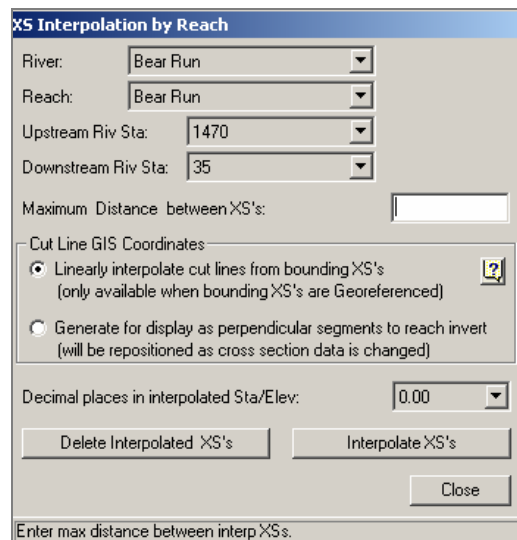 XS Interpolation by Reach
River: Bear Run
Reach: Bear Run
Upstream Riv Sta: 1470
Downstream Riv Sta: 35
Maximum Distance between XS's:
Cut Line GIS Coordinates
Linearly interpolate cut lines from bounding XS's
(only available when bounding XS's are Georeferenced)
?
Generate for display as perpendicular segments to reach invert
(will be repositioned as cross section data is changed)
Decimal places in interpolated Sta/Elev: 0.00
Delete Interpolated XS's Interpolate XS's
Close
Enter max distance between interp XSs.